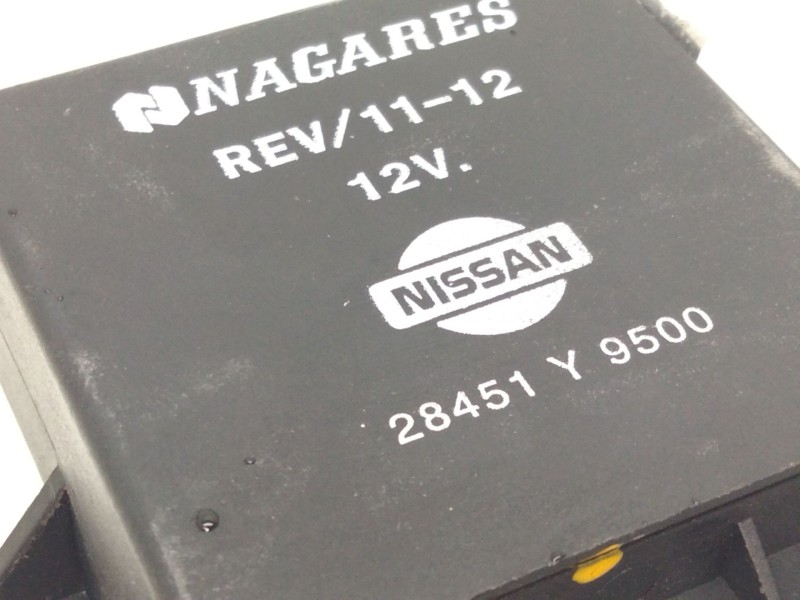 NAGARES
REV/11-12
12V.
NISSAN
28451 Y 9500